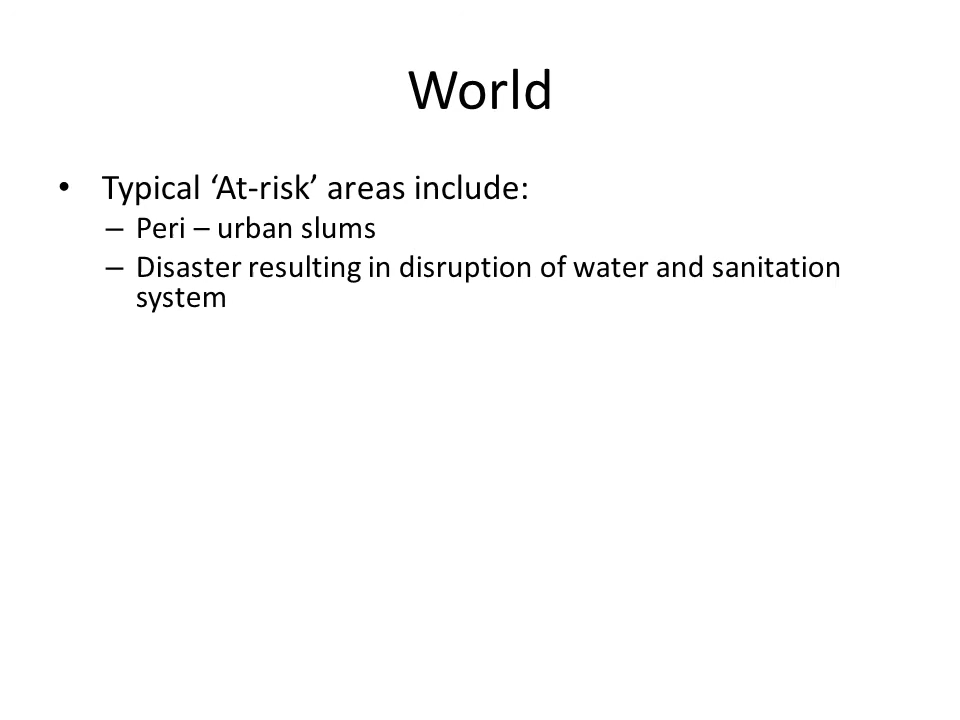 World
• Typical ‘At-risk’ areas include:
– Peri – urban slums
– Disaster resulting in disruption of water and sanitation
system